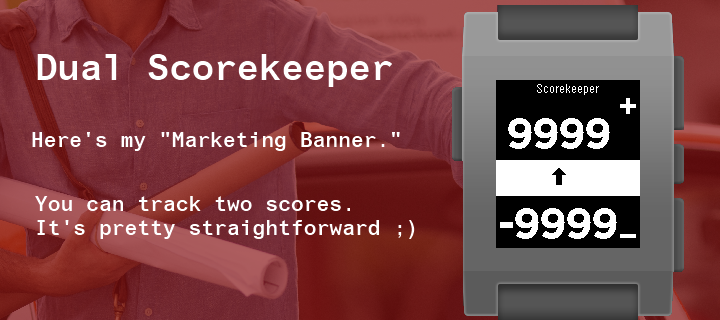 Dual Scorekeeper
Here's my "Marketing Banner."
You can track two scores.
It's pretty straightforward ;)
Scorekeeper
+
9999
-9999_